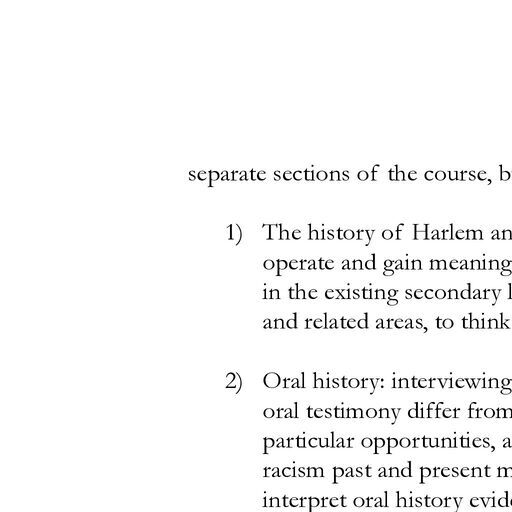 separate sections of the course, b
1) The history of Harlem an
operate and gain meaning
in the existing secondary l
and related areas, to think
2) Oral history: interviewing
oral testimony differ from
particular opportunities, a
racism past and present m
interpret oral history evid